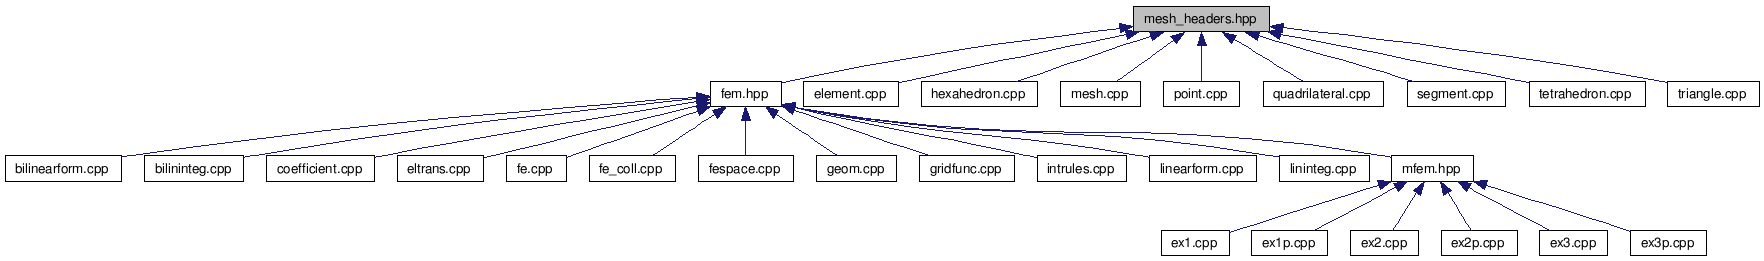 mesh_headers.hpp
fem.hpp
element.cpp
hexahedron.cpp
mesh.cpp
point.cpp
quadrilateral.cpp
segment.cpp
tetrahedron.cpp
triangle.cpp
bilinearform.cpp
bilininteg.cpp
coefficient.cpp
eltrans.cpp
fe.cpp
fe_coll.cpp
fespace.cpp
geom.cpp
gridfunc.cpp
intrules.cpp
linearform.cpp
lininteg.cpp
mfem.hpp
ex1.cpp
ex1p.cpp
ex2.cpp
ex2p.cpp
ex3.cpp
ex3p.cpp